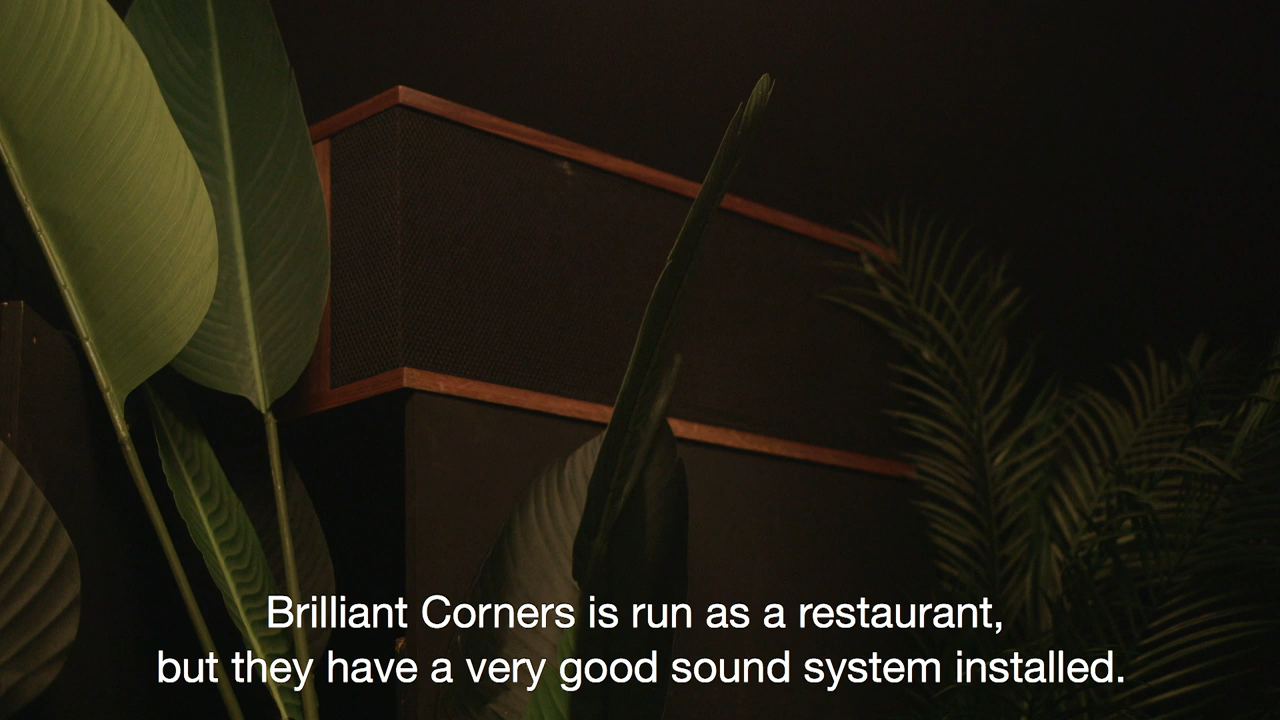 Brilliant Corners is run as a restaurant,
but they have a very good sound system installed.